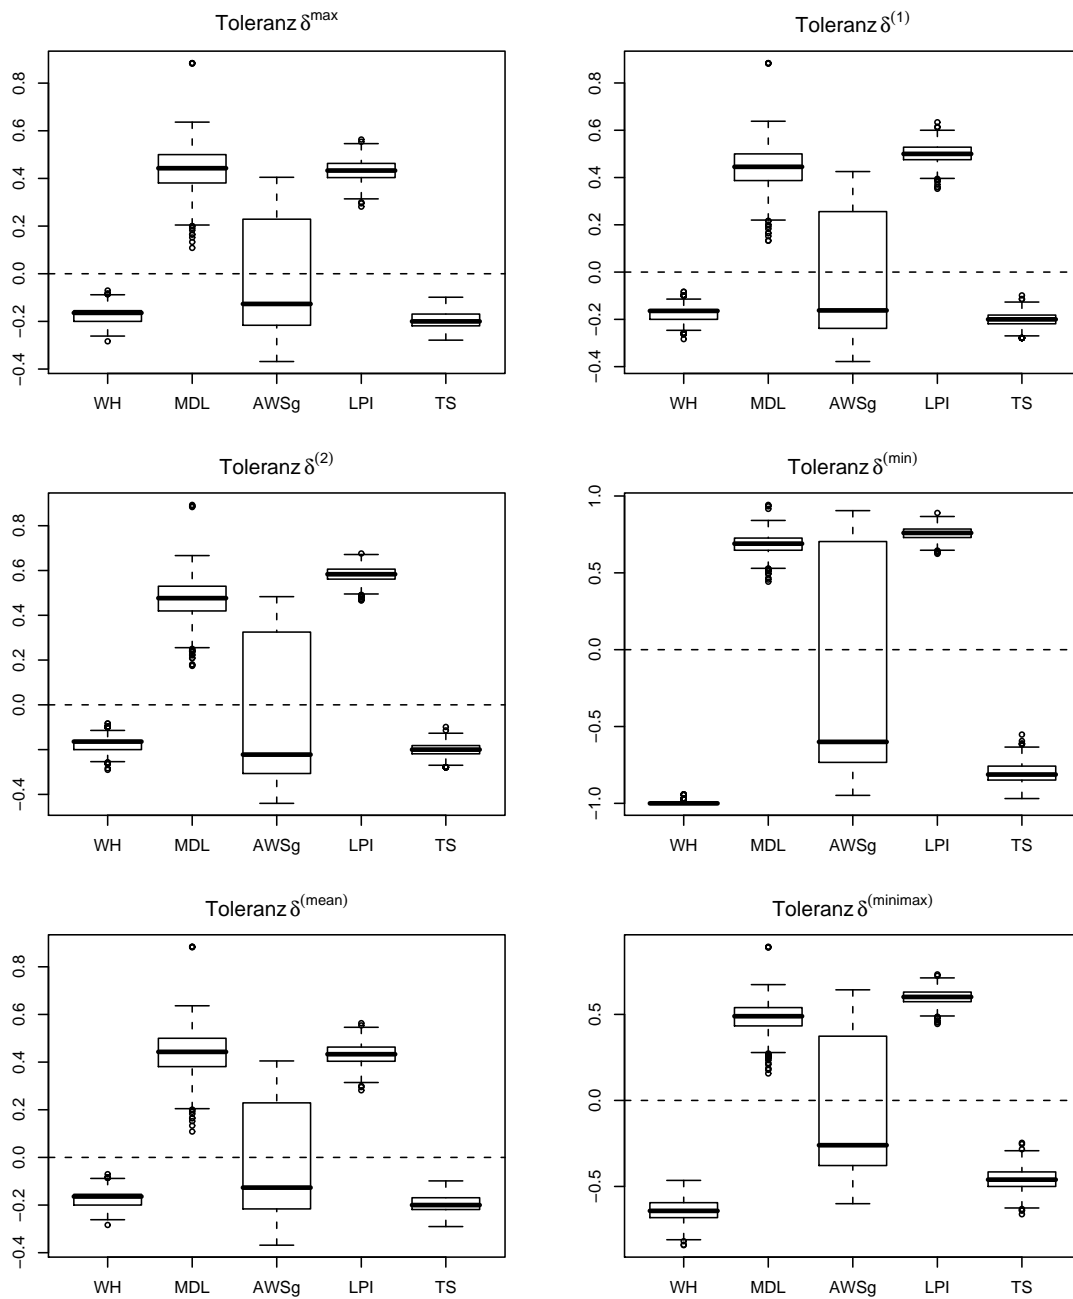 Toleranz δ^max
0.8
0.6
0.4
0.2
0.0
−0.2
−0.4
WH MDL AWSg LPI TS
Toleranz δ^(1)
0.8
0.6
0.4
0.2
0.0
−0.2
−0.4
WH MDL AWSg LPI TS
Toleranz δ^(2)
0.8
0.6
0.4
0.2
0.0
−0.4
WH MDL AWSg LPI TS
Toleranz δ^(min)
1.0
0.5
0.0
−0.5
−1.0
WH MDL AWSg LPI TS
Toleranz δ^(mean)
0.8
0.6
0.4
0.2
0.0
−0.2
−0.4
WH MDL AWSg LPI TS
Toleranz δ^(minimax)
0.5
0.0
−0.5
WH MDL AWSg LPI TS